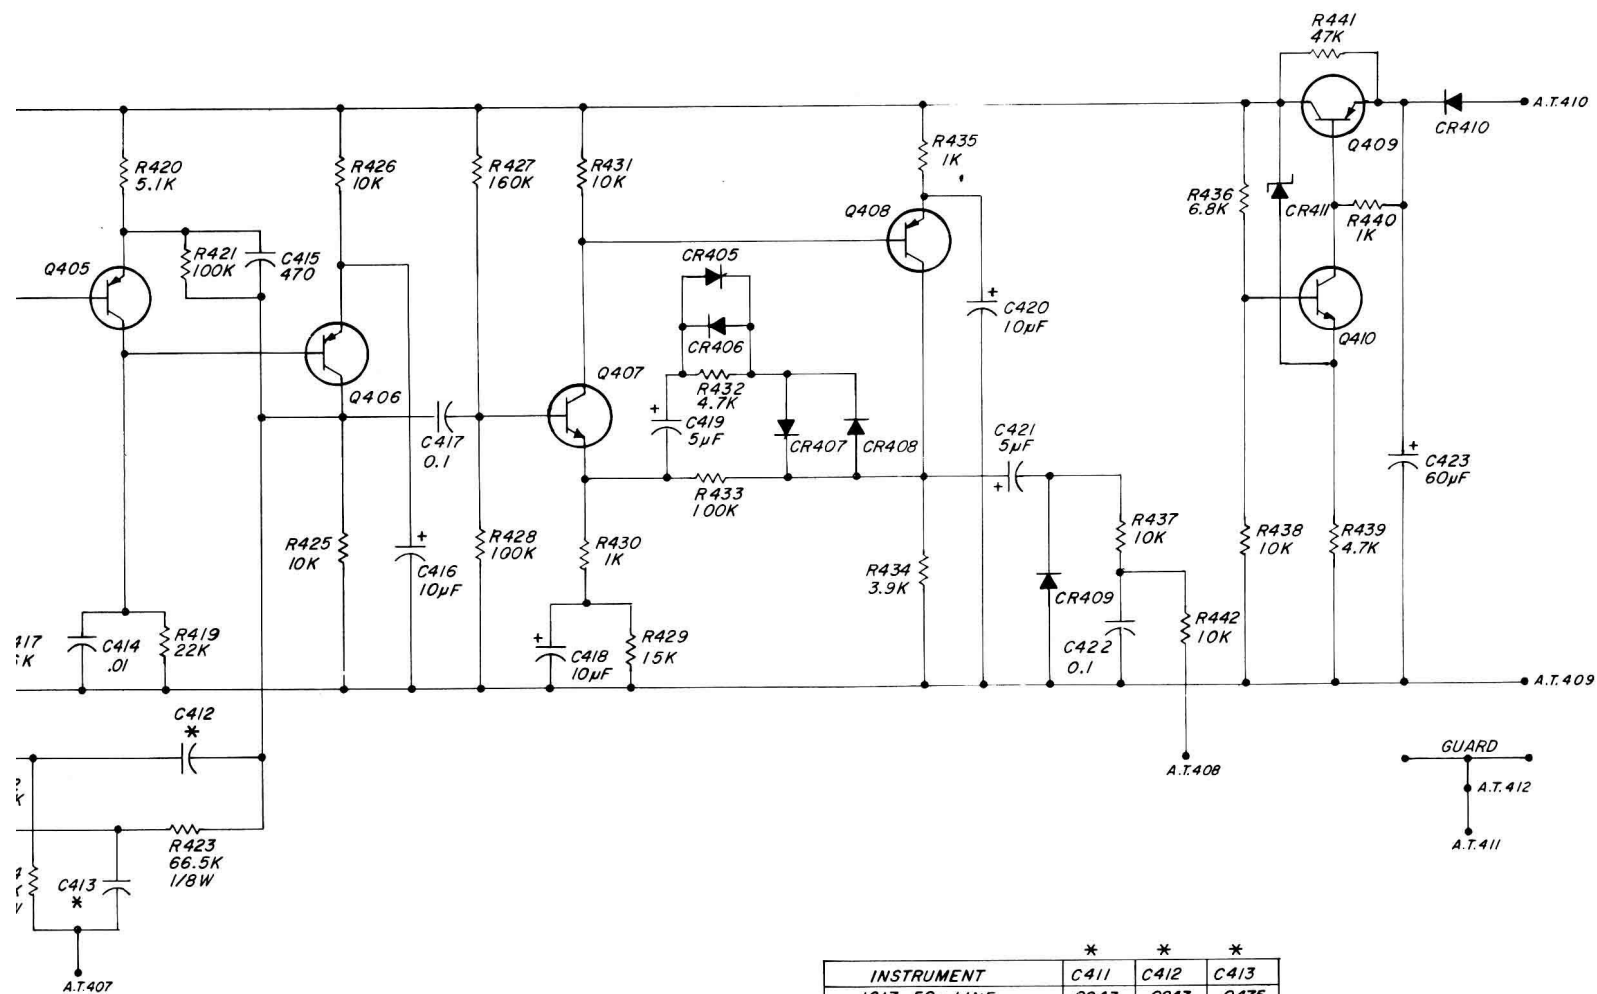 R441
47K
A.T.410
CR410
Q409
R420
5.1K
R426
10K
R427
160K
R431
10K
R435
1K
R436
6.8K
CR411
R440
1K
Q408
R421
100K
C415
470
Q405
CR405
CR406
C420
10µF
Q410
Q406
Q407
R432
4.7K
C419
5µF
CR407
CR408
C417
0.1
C421
5µF
C423
60µF
R433
100K
R425
10K
R428
100K
R430
1K
R437
10K
R438
10K
R439
4.7K
C416
10µF
R434
3.9K
CR409
R442
10K
417
C414
.01
R419
22K
C418
10µF
R429
15K
C422
0.1
A.T.409
C412
*
A.T.408
GUARD
A.T.412
A.T.411
R423
66.5K
1/8W
C413
*
A.T.407
* * *
INSTRUMENT C411 C412 C413